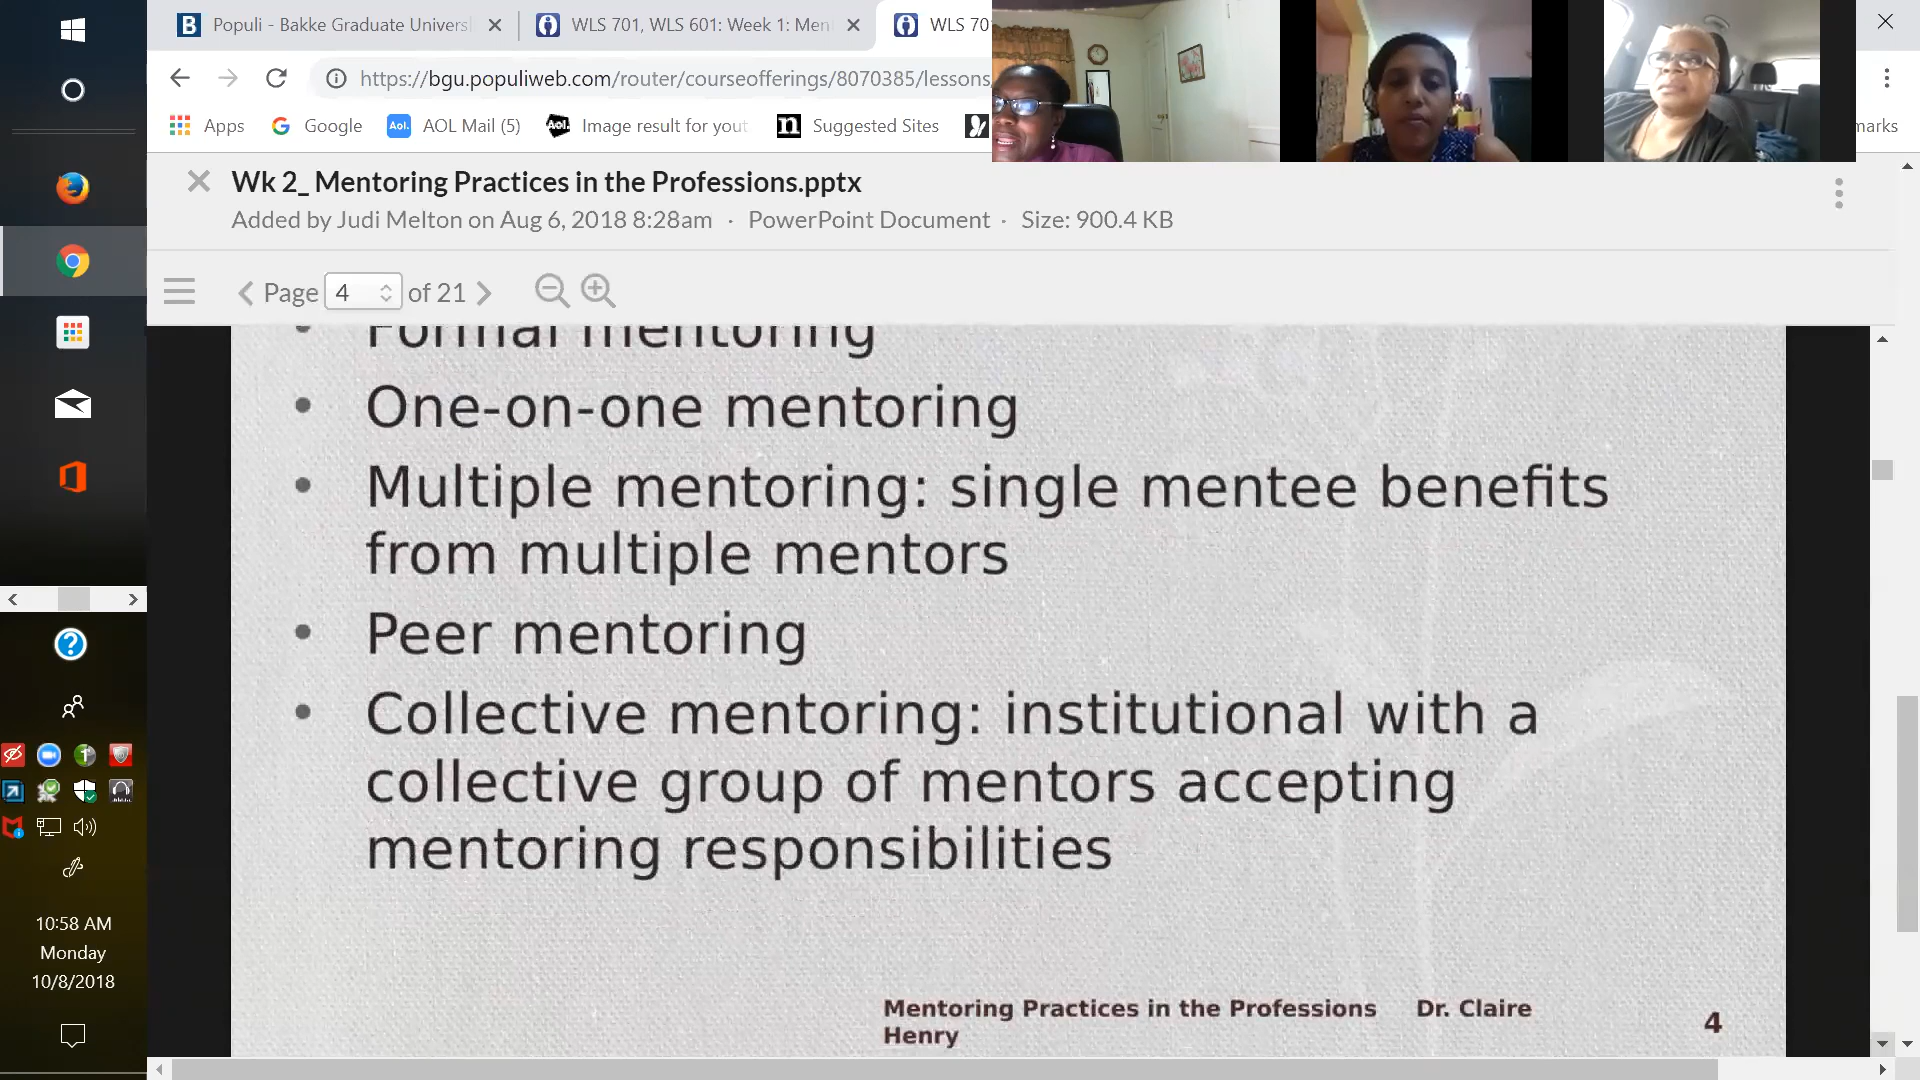 Populi - Bakke Graduate Univers
WLS 701, WLS 601: Week 1: Men
WLS 70
https://bgu.populiweb.com/router/courseofferings/8070385/lessons
Apps
Google
Aol.
AOL Mail (5)
Aol.
Image result for yout
n
Suggested Sites
marks
Wk 2_ Mentoring Practices in the Professions.pptx
Added by Judi Melton on Aug 6, 2018 8:28am · PowerPoint Document · Size: 900.4 KB
Page 4 of 21
• Formal mentoring
• One-on-one mentoring
• Multiple mentoring: single mentee benefits
from multiple mentors
• Peer mentoring
• Collective mentoring: institutional with a
collective group of mentors accepting
mentoring responsibilities
Mentoring Practices in the Professions Dr. Claire
Henry
4
10:58 AM
Monday
10/8/2018